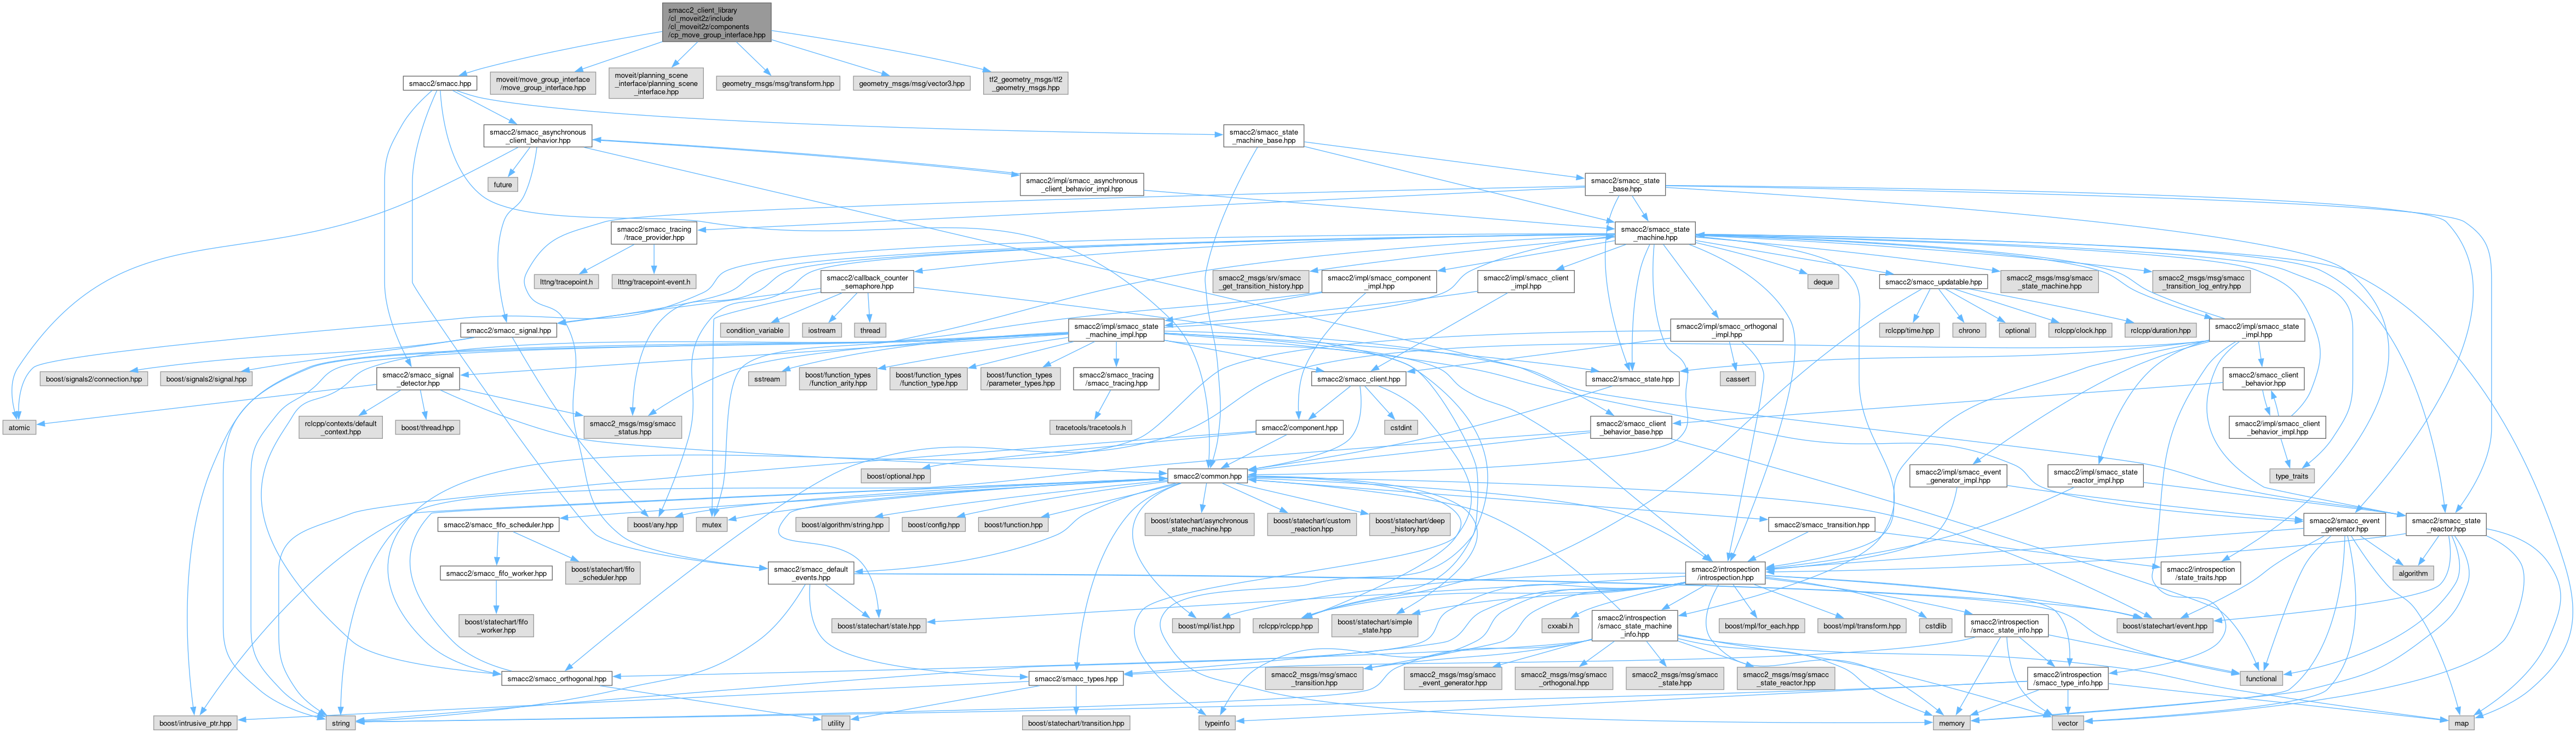 smacc2_client_library
/cl_moveit2z/include
/cl_moveit2z/components
/cp_move_group_interface.hpp
smacc2/smacc.hpp
moveit/move_group_interface
/move_group_interface.hpp
moveit/planning_scene
_interface/planning_scene
_interface.hpp
geometry_msgs/msg/transform.hpp
geometry_msgs/msg/vector3.hpp
tf2_geometry_msgs/tf2
_geometry_msgs.hpp
smacc2/smacc_asynchronous
_client_behavior.hpp
smacc2/smacc_state
_machine_base.hpp
future
smacc2/impl/smacc_asynchronous
_client_behavior_impl.hpp
smacc2/smacc_state
_base.hpp
smacc2/smacc_tracing
/trace_provider.hpp
smacc2/smacc_state
_machine.hpp
lttng/tracepoint.h
lttng/tracepoint-event.h
smacc2/callback_counter
_semaphore.hpp
smacc2_msgs/srv/smacc
_get_transition_history.hpp
smacc2/impl/smacc_component
_impl.hpp
smacc2/impl/smacc_client
_impl.hpp
deque
smacc2/smacc_updatable.hpp
smacc2_msgs/msg/smacc
_state_machine.hpp
smacc2_msgs/msg/smacc
_transition_log_entry.hpp
smacc2/smacc_signal.hpp
condition_variable
iostream
thread
smacc2/impl/smacc_state
_machine_impl.hpp
smacc2/impl/smacc_orthogonal
_impl.hpp
rclcpp/time.hpp
chrono
optional
rclcpp/clock.hpp
rclcpp/duration.hpp
smacc2/impl/smacc_state
_impl.hpp
boost/signals2/connection.hpp
boost/signals2/signal.hpp
smacc2/smacc_signal
_detector.hpp
sstream
boost/function_types
/function_arity.hpp
boost/function_types
/function_type.hpp
boost/function_types
/parameter_types.hpp
smacc2/smacc_tracing
/smacc_tracing.hpp
smacc2/smacc_client.hpp
smacc2/smacc_state.hpp
cassert
smacc2/smacc_client
_behavior.hpp
atomic
rclcpp/contexts/default
_context.hpp
boost/thread.hpp
smacc2_msgs/msg/smacc
_status.hpp
tracetools/tracetools.h
smacc2/component.hpp
cstdint
smacc2/smacc_client
_behavior_base.hpp
smacc2/impl/smacc_client
_behavior_impl.hpp
boost/optional.hpp
smacc2/common.hpp
smacc2/impl/smacc_event
_generator_impl.hpp
smacc2/impl/smacc_state
_reactor_impl.hpp
type_traits
smacc2/smacc_fifo_scheduler.hpp
boost/any.hpp
mutex
boost/algorithm/string.hpp
boost/config.hpp
boost/function.hpp
boost/statechart/asynchronous
_state_machine.hpp
boost/statechart/custom
_reaction.hpp
boost/statechart/deep
_history.hpp
smacc2/smacc_transition.hpp
smacc2/smacc_event
_generator.hpp
smacc2/smacc_state
_reactor.hpp
smacc2/smacc_fifo_worker.hpp
boost/statechart/fifo
_scheduler.hpp
smacc2/smacc_default
_events.hpp
smacc2/introspection
/introspection.hpp
smacc2/introspection
/state_traits.hpp
algorithm
boost/statechart/fifo
_worker.hpp
boost/statechart/state.hpp
boost/mpl/list.hpp
rclcpp/rclcpp.hpp
boost/statechart/simple
_state.hpp
cxxabi.h
smacc2/introspection
/smacc_state_machine
_info.hpp
boost/mpl/for_each.hpp
boost/mpl/transform.hpp
cstdlib
smacc2/introspection
/smacc_state_info.hpp
boost/statechart/event.hpp
smacc2/smacc_orthogonal.hpp
smacc2/smacc_types.hpp
smacc2_msgs/msg/smacc
_transition.hpp
smacc2_msgs/msg/smacc
_event_generator.hpp
smacc2_msgs/msg/smacc
_orthogonal.hpp
smacc2_msgs/msg/smacc
_state.hpp
smacc2_msgs/msg/smacc
_state_reactor.hpp
smacc2/introspection
/smacc_type_info.hpp
functional
boost/intrusive_ptr.hpp
string
utility
boost/statechart/transition.hpp
typeinfo
memory
vector
map